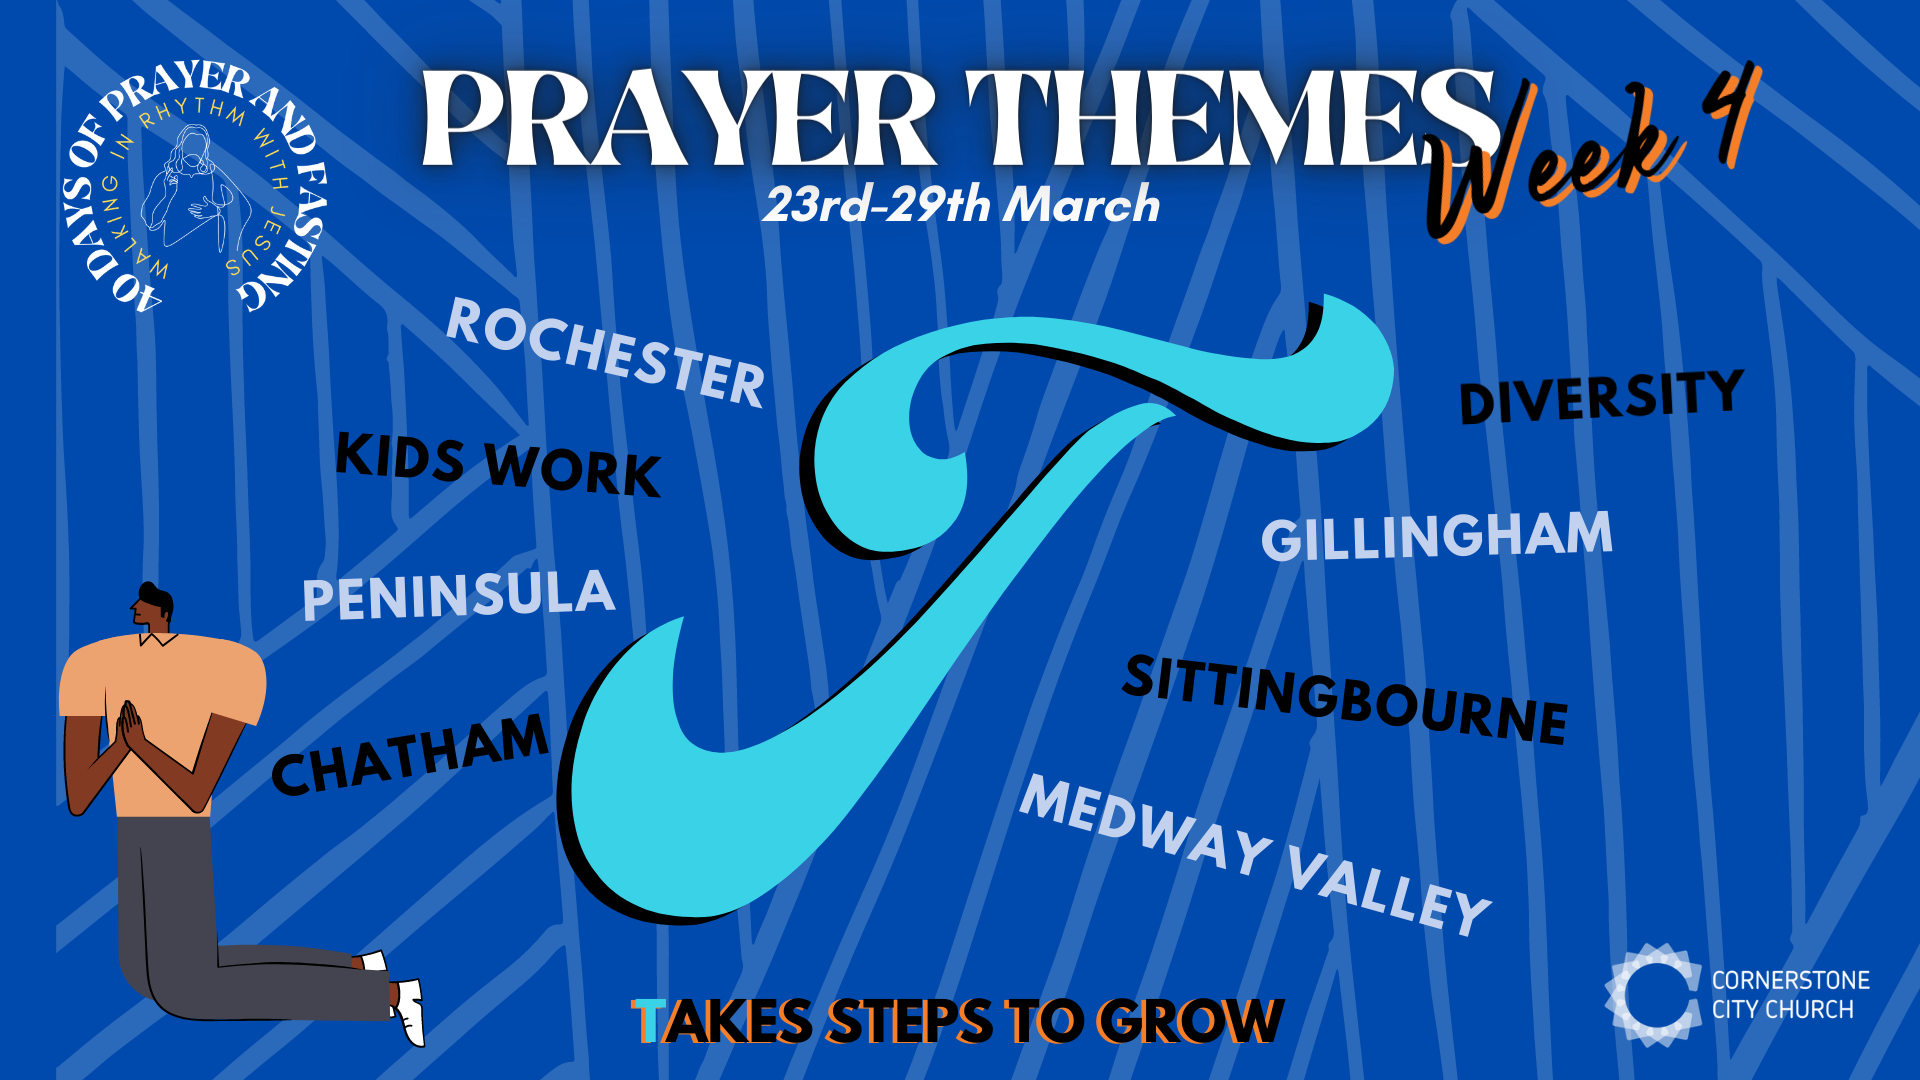 40 DAYS OF PRAYER AND FASTING
WALKING IN RHYTHM WITH JESUS
PRAYER THEMES
Week 4
23rd-29th March
ROCHESTER
KIDS WORK
PENINSULA
CHATHAM
T
DIVERSITY
GILLINGHAM
SITTINGBOURNE
MEDWAY VALLEY
TAKES STEPS TO GROW
CORNERSTONE
CITY CHURCH